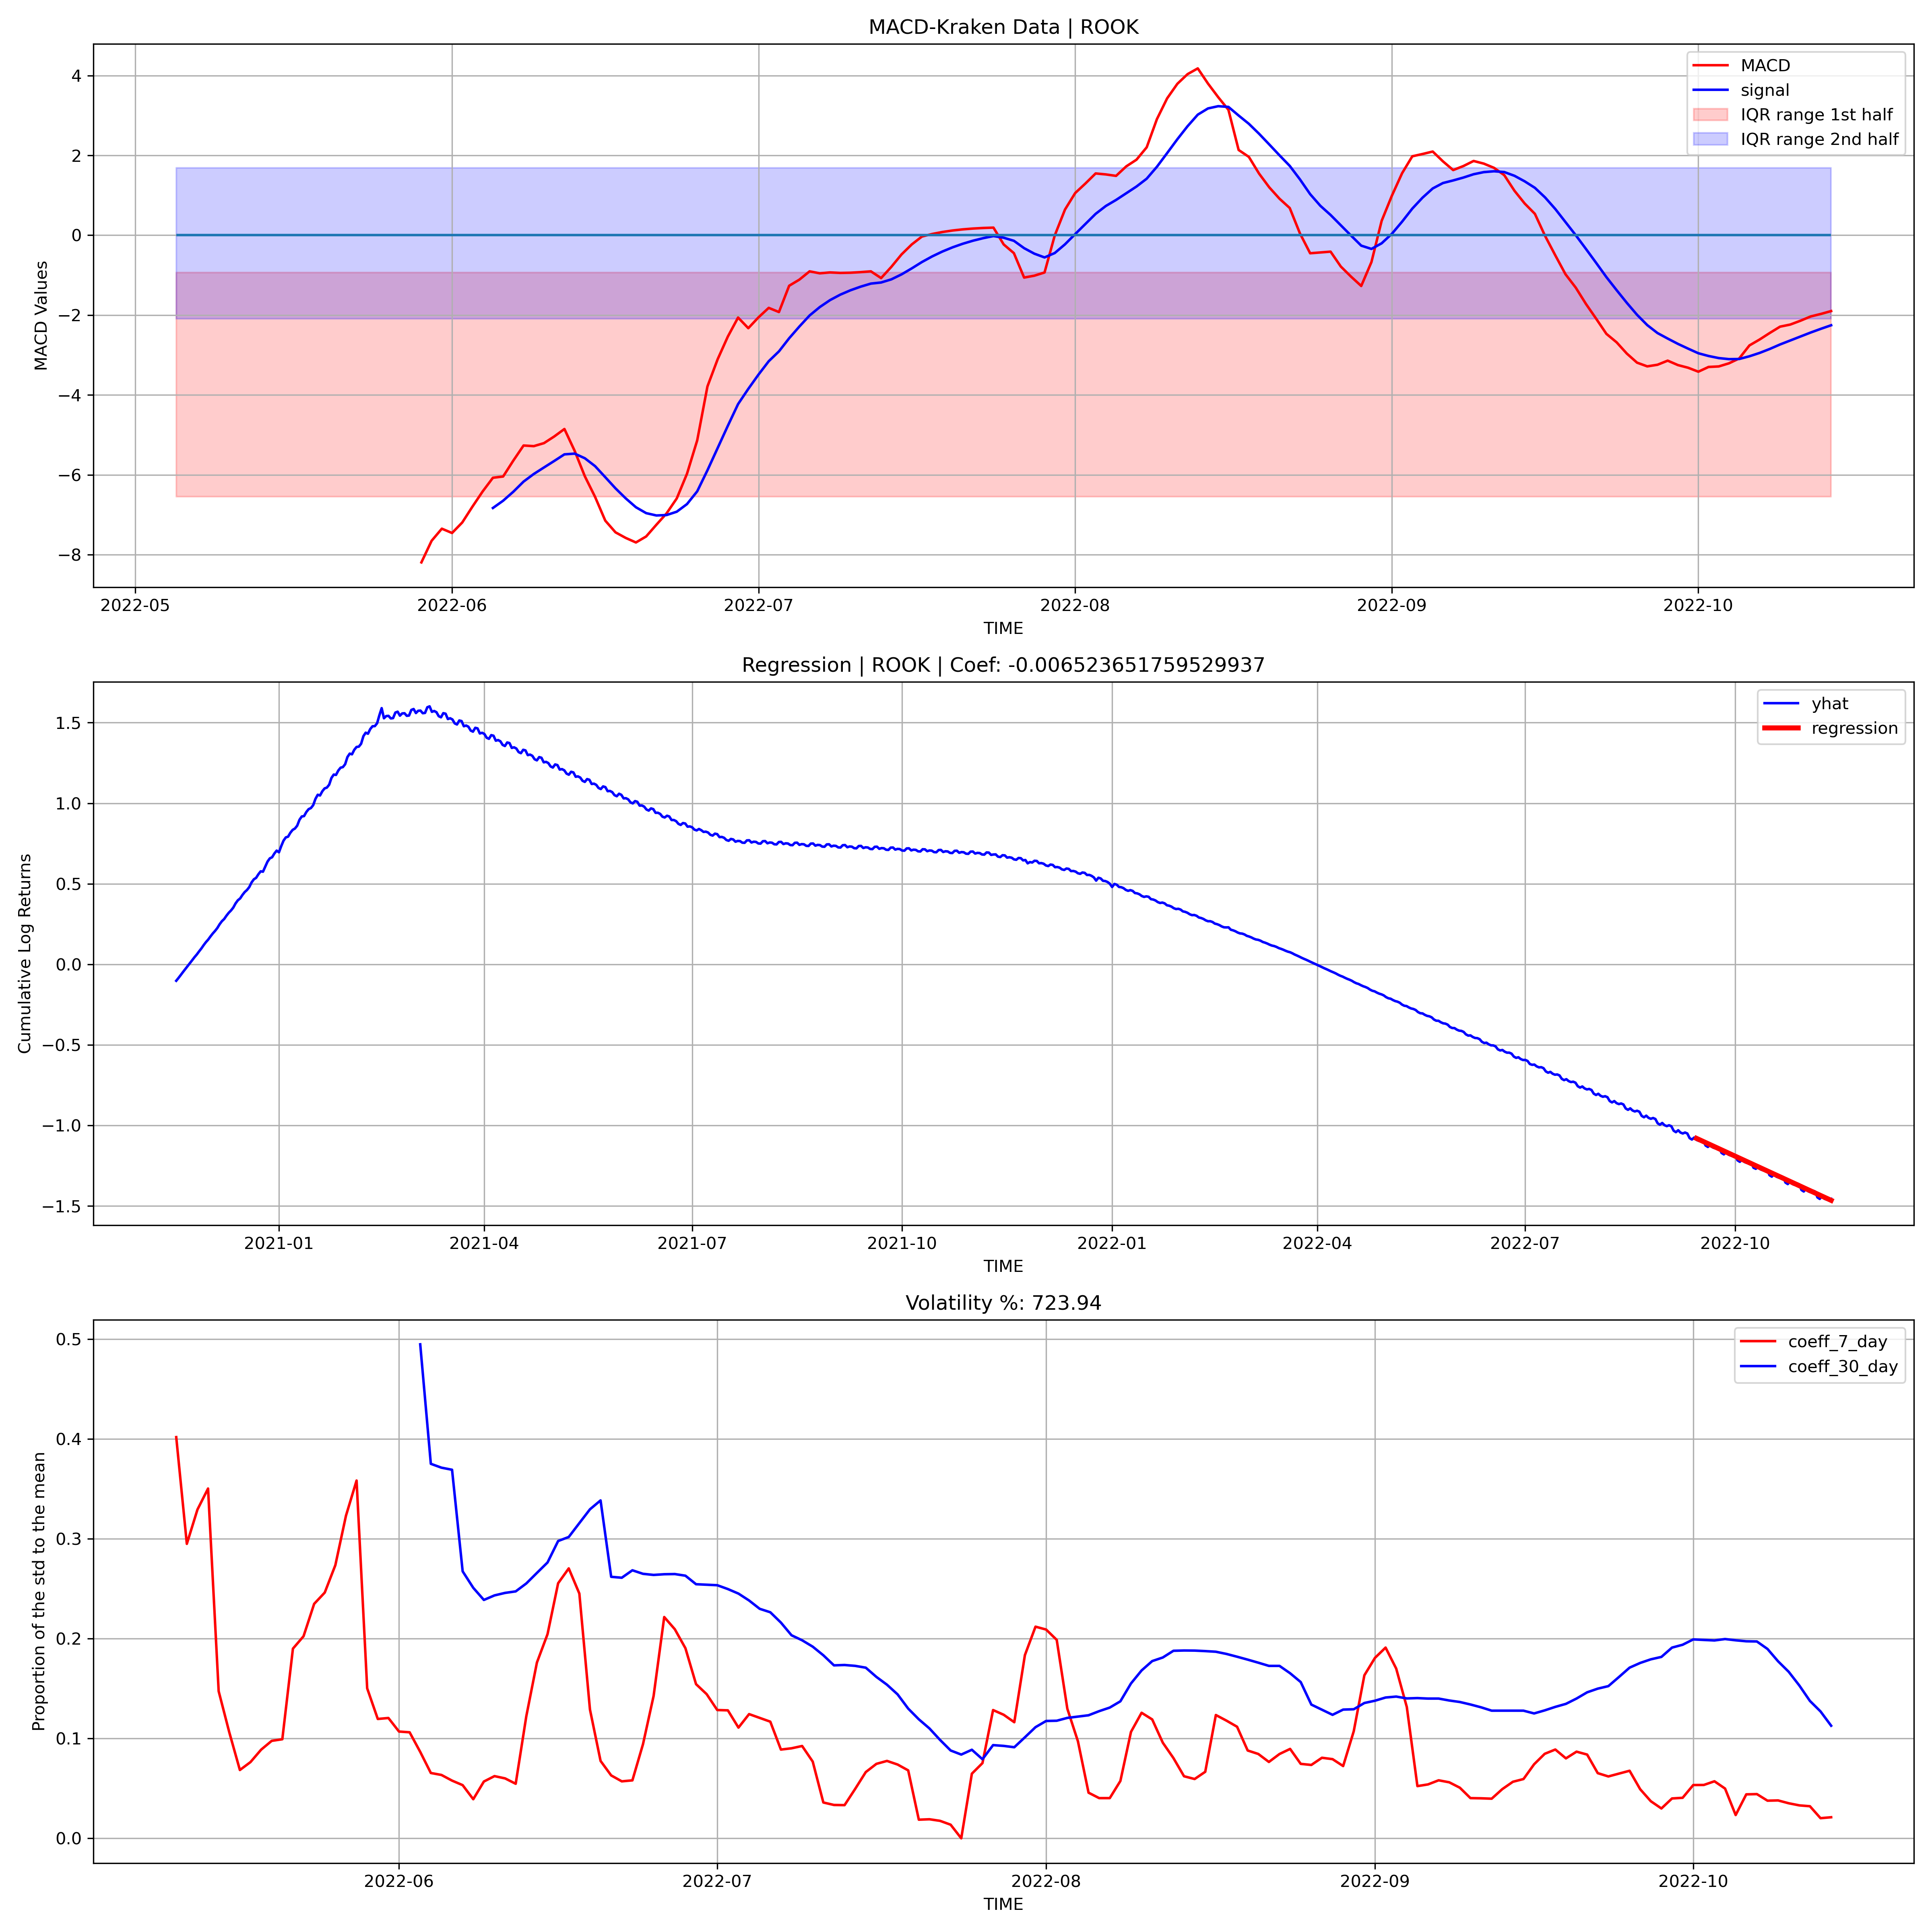 MACD-Kraken Data | ROOK
MACD Values
4
2
0
−2
−4
−6
−8
MACD
signal
IQR range 1st half
IQR range 2nd half
2022-05 2022-06 2022-07 2022-08 2022-09 2022-10
TIME
Regression | ROOK | Coef: -0.006523651759529937
Cumulative Log Returns
1.5
1.0
0.5
0.0
−0.5
−1.0
−1.5
yhat
regression
2021-01 2021-04 2021-07 2021-10 2022-01 2022-04 2022-07 2022-10
TIME
Volatility %: 723.94
Proportion of the std to the mean
0.5
0.4
0.3
0.2
0.1
0.0
coeff_7_day
coeff_30_day
2022-06 2022-07 2022-08 2022-09 2022-10
TIME